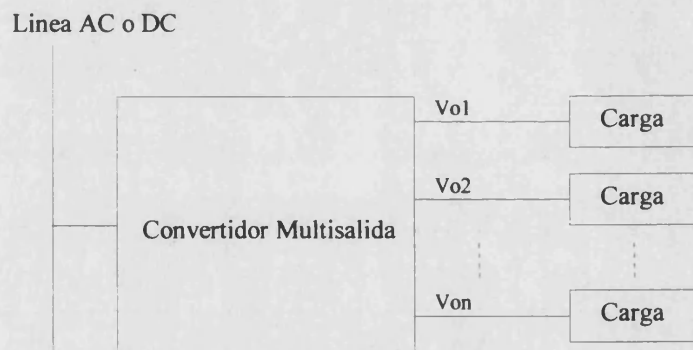 Linea AC o DC
Vo1
Carga
Vo2
Carga
Convertidor Multisalida
Von
Carga